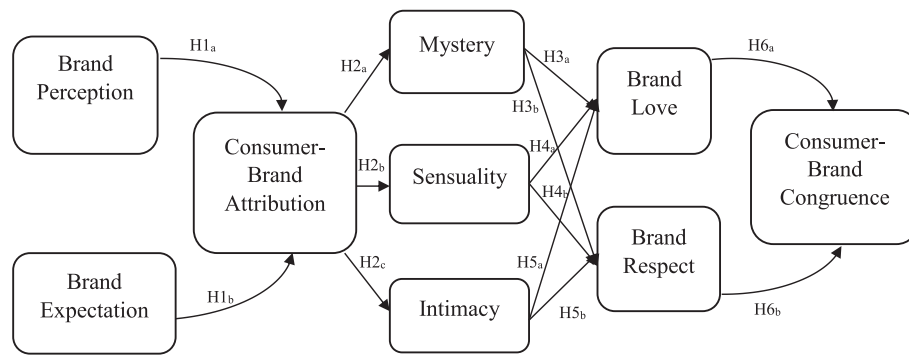 Brand
Perception
H1a
Brand
Expectation
H1b
Consumer-
Brand
Attribution
H2a
H2b
H2c
Mystery
Sensuality
Intimacy
H3a
H3b
H4a
H4b
H5a
H5b
Brand
Love
Brand
Respect
H6a
H6b
Consumer-
Brand
Congruence